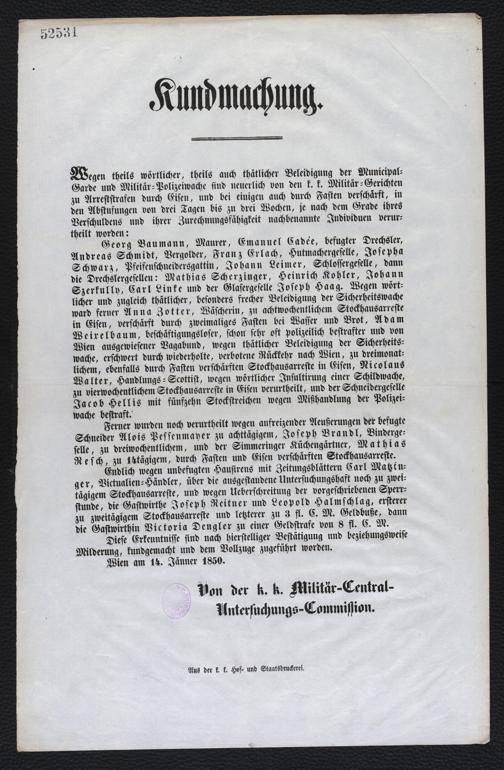 52531
Kundmachung.
Wegen theils wörtlicher, theils auch thätlicher Beleidigung der Municipal-
Garde und Militär-Polizeiwache sind neuerlich von den k. k. Militär-Gerichten
zu Arreststrafen durch Eisen, und bei einigen auch durch Fasten verschärft, in
den Abstufungen von drei Tagen bis zu drei Wochen, je nach dem Grade ihres
Verschuldens und ihrer Zurechnungsfähigkeit nachbenannte Individuen verur-
theilt worden:
Georg Baumann, Maurer, Emanuel Cadée, befugter Drechsler,
Andreas Schmidt, Vergolder, Franz Erlach, Hutmachergeselle, Josepha
Schwarz, Pfeifenschneidersgattin, Johann Leimer, Schlossergeselle, dann
die Drechslergesellen: Mathias Scherzinger, Heinrich Kohler, Johann
Szerkully, Carl Linke und der Glasergeselle Joseph Haag. Wegen wört-
licher und zugleich thätlicher, besonders frecher Beleidigung der Sicherheitswache
ward ferner Anna Zotter, Wäscherin, zu achtwochentlichem Stockhausarreste
in Eisen, verschärft durch zweimaliges Fasten bei Wasser und Brot, Adam
Weixelbaum, beschäftigungsloser, schon sehr oft polizeilich bestrafter und von
Wien ausgewiesener Vagabund, wegen thätlicher Beleidigung der Sicherheits-
wache, erschwert durch wiederholte, verbotene Rückkehr nach Wien, zu dreimonat-
lichem, ebenfalls durch Fasten verschärften Stockhausarreste in Eisen, Nicolaus
Walter, Handlungs-Scottist, wegen wörtlicher Insultirung einer Schildwache,
zu vierwochentlichem Stockhausarreste in Eisen verurtheilt, und der Schneidergeselle
Jacob Hellis mit fünfzehn Stockstreichen wegen Mißhandlung der Polizei-
wache bestraft.
Ferner wurden noch verurtheilt wegen aufreizender Aeußerungen der befugte
Schneider Alois Pessenmayer zu achttägigem, Joseph Brandl, Binderge-
selle, zu dreiwochentlichem, und der Simmeringer Küchengärtner, Mathias
Resch, zu 14tägigem, durch Fasten und Eisen verschärften Stockhausarreste.
Endlich wegen unbefugten Hausirens mit Zeitungsblättern Carl Matzin-
ger, Victualien-Händler, über die ausgestandene Untersuchungshaft noch zu zwei-
tägigem Stockhausarreste, und wegen Ueberschreitung der vorgeschriebenen Sperr-
stunde, die Gastwirthe Joseph Reitner und Leopold Halmschlag, ersterer
zu zweitägigem Stockhausarreste und letzterer zu 3 fl. C. M. Geldbuße, dann
die Gastwirthin Victoria Dengler zu einer Geldstrafe von 8 fl. C. M.
Diese Erkenntnisse sind nach hierstelliger Bestätigung und beziehungsweise
Milderung, kundgemacht und dem Vollzuge zugeführt worden.
Wien am 14. Jänner 1850.
Von der k. k. Militär-Central-
Untersuchungs-Commission.
Aus der k. k. Hof- und Staatsdruckerei.